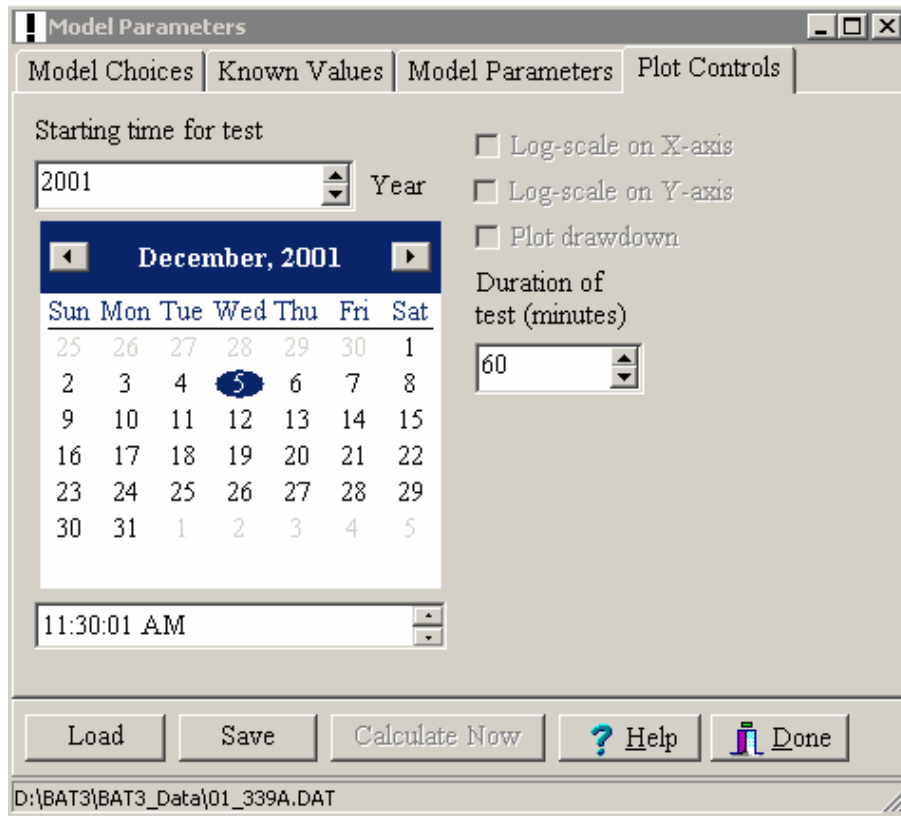 Model Parameters
Model Choices Known Values Model Parameters Plot Controls
Starting time for test
2001 Year
December, 2001
Sun Mon Tue Wed Thu Fri Sat
25 26 27 28 29 30 1
2 3 4 5 6 7 8
9 10 11 12 13 14 15
16 17 18 19 20 21 22
23 24 25 26 27 28 29
30 31 1 2 3 4 5
11:30:01 AM
Log-scale on X-axis
Log-scale on Y-axis
Plot drawdown
Duration of
test (minutes)
60
Load Save Calculate Now ? Help Done
D:\BAT3\BAT3_Data\01_339A.DAT